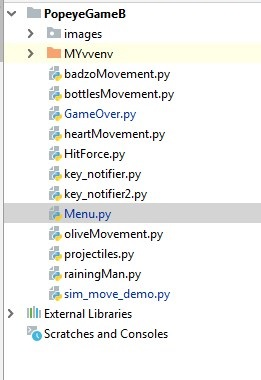 PopeyeGameB
images
MYvvenv
badzoMovement.py
bottlesMovement.py
GameOver.py
heartMovement.py
HitForce.py
key_notifier.py
key_notifier2.py
Menu.py
oliveMovement.py
projectiles.py
rainingMan.py
sim_move_demo.py
External Libraries
Scratches and Consoles